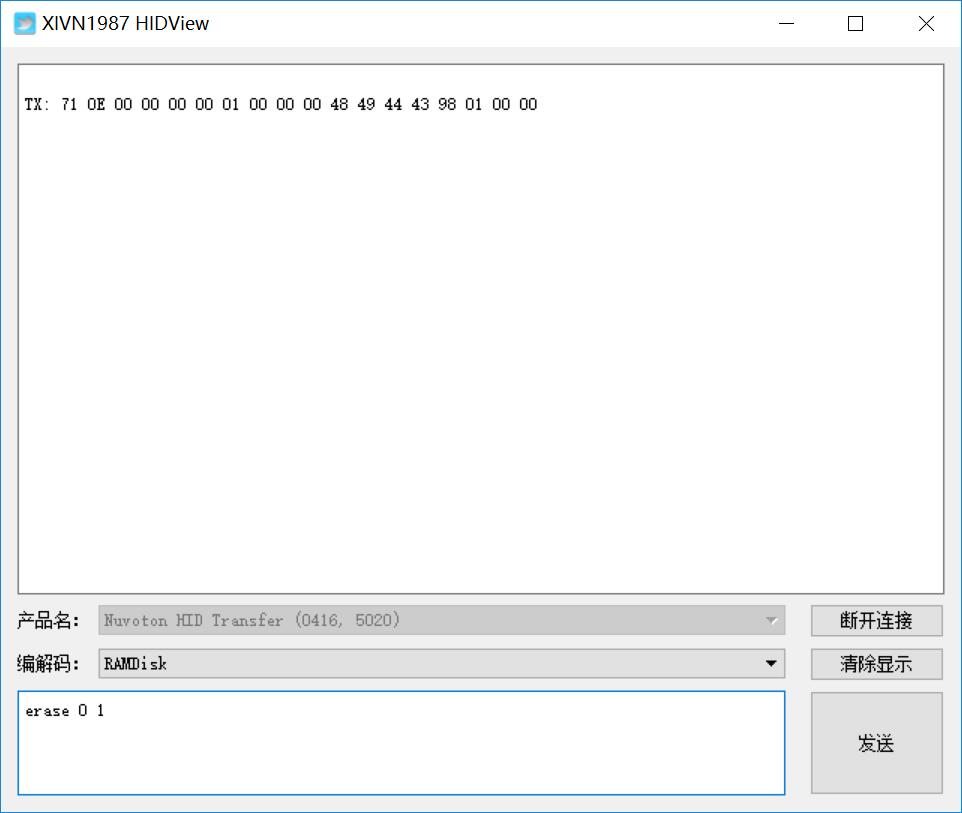 XIVN1987 HIDView
TX: 71 0E 00 00 00 00 01 00 00 00 48 49 44 43 98 01 00 00
产品名: Nuvoton HID Transfer (0416, 5020) 断开连接
编解码: RAMDisk 清除显示
erase 0 1
发送